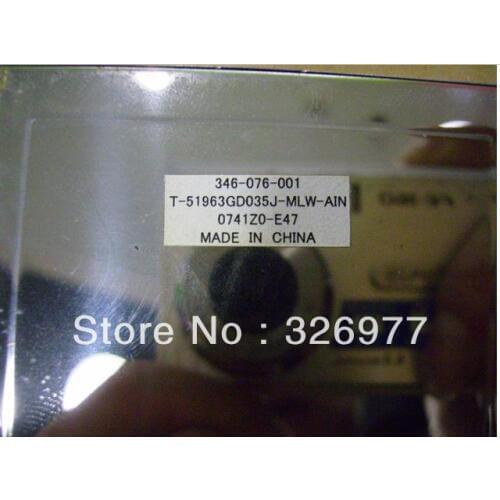 346-076-001
T-51963GD035J-MLW-AIN
0741Z0-E47
MADE IN CHINA
Store No : 326977